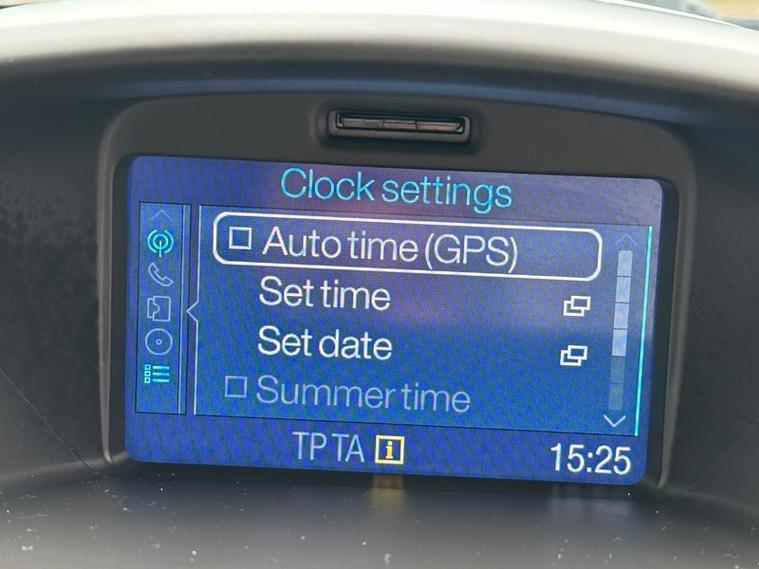 Clock settings
Auto time (GPS)
Set time
Set date
Summer time
TP TA i 15:25